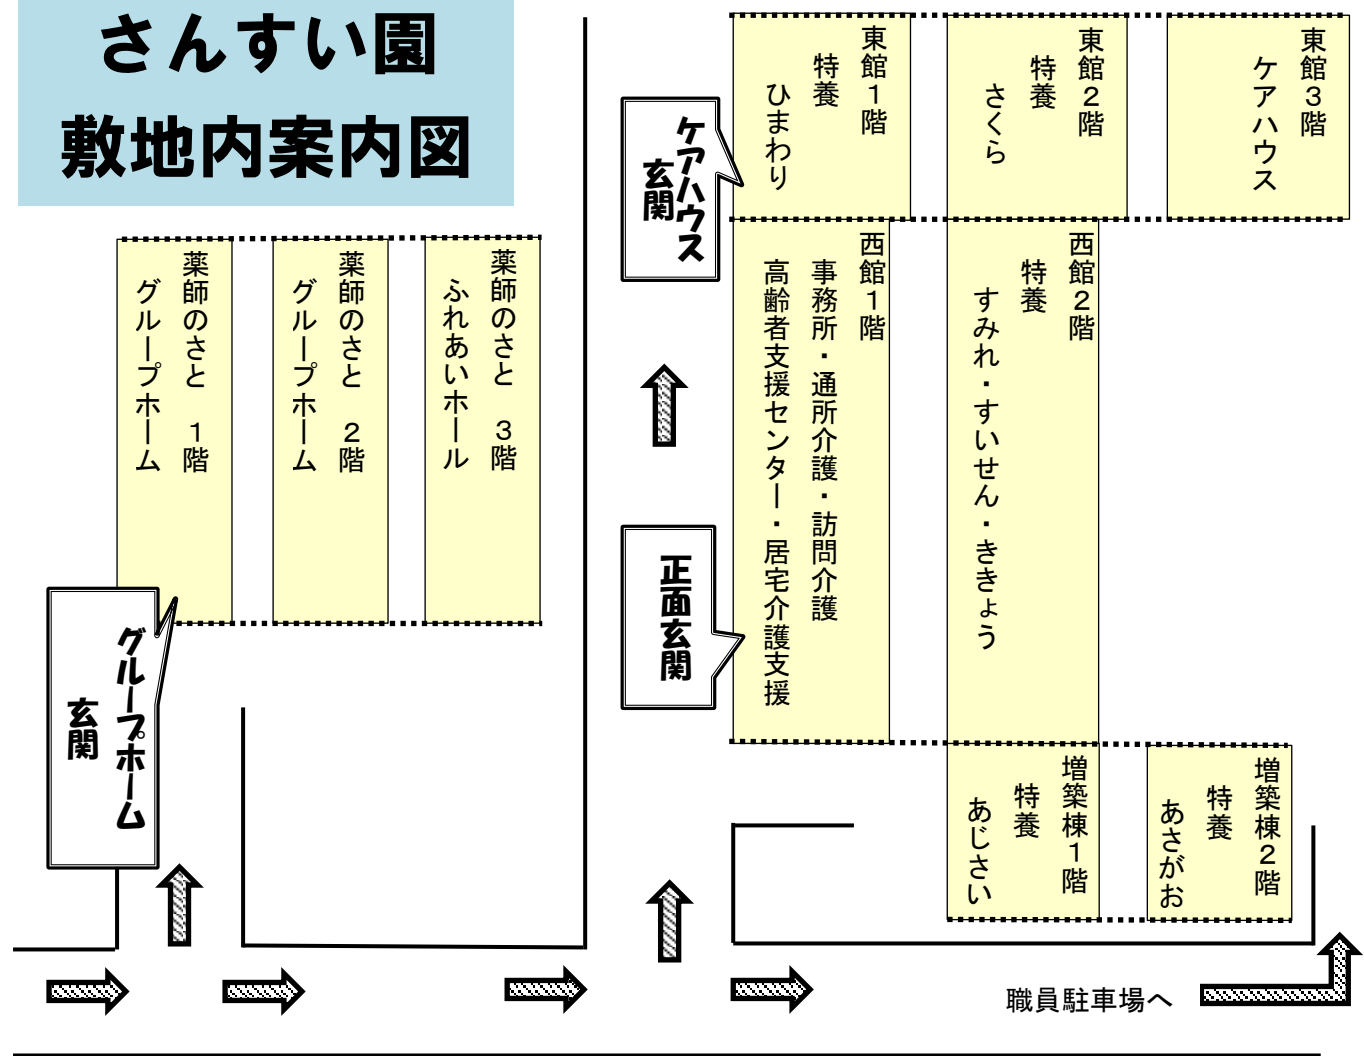 さんすい園
敷地内案内図
東館１階
特養
ひまわり
東館２階
特養
さくら
東館３階
ケアハウス
ケアハウス
玄関
西館１階
事務所・通所介護・訪問介護
高齢者支援センター・居宅介護支援
西館２階
特養
すみれ・すいせん・ききょう
薬師のさと　１階
グループホーム
薬師のさと　２階
グループホーム
薬師のさと　３階
ふれあいホール
正面玄関
グループホーム
玄関
増築棟１階
特養
あじさい
増築棟２階
特養
あさがお
職員駐車場へ